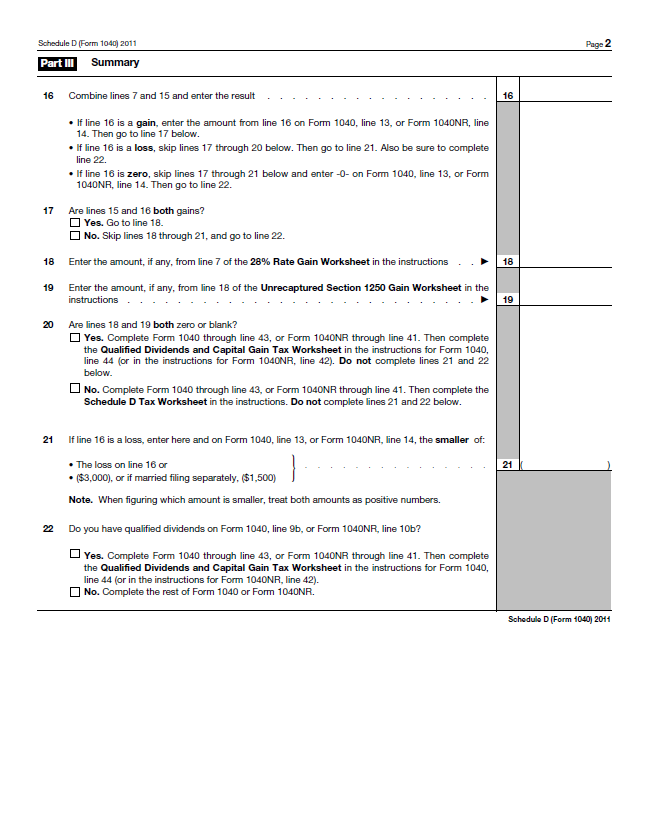 Schedule D (Form 1040) 2011 Page 2
Part III Summary
16 Combine lines 7 and 15 and enter the result . . . . . . . . . . . . . . . . . . 16
• If line 16 is a gain, enter the amount from line 16 on Form 1040, line 13, or Form 1040NR, line
14. Then go to line 17 below.
• If line 16 is a loss, skip lines 17 through 20 below. Then go to line 21. Also be sure to complete
line 22.
• If line 16 is zero, skip lines 17 through 21 below and enter -0- on Form 1040, line 13, or Form
1040NR, line 14. Then go to line 22.
17 Are lines 15 and 16 both gains?
Yes. Go to line 18.
No. Skip lines 18 through 21, and go to line 22.
18 Enter the amount, if any, from line 7 of the 28% Rate Gain Worksheet in the instructions . . ▶ 18
19 Enter the amount, if any, from line 18 of the Unrecaptured Section 1250 Gain Worksheet in the
instructions . . . . . . . . . . . . . . . . . . . . . . . . . . . . ▶ 19
20 Are lines 18 and 19 both zero or blank?
Yes. Complete Form 1040 through line 43, or Form 1040NR through line 41. Then complete
the Qualified Dividends and Capital Gain Tax Worksheet in the instructions for Form 1040,
line 44 (or in the instructions for Form 1040NR, line 42). Do not complete lines 21 and 22
below.
No. Complete Form 1040 through line 43, or Form 1040NR through line 41. Then complete the
Schedule D Tax Worksheet in the instructions. Do not complete lines 21 and 22 below.
21 If line 16 is a loss, enter here and on Form 1040, line 13, or Form 1040NR, line 14, the smaller of:
• The loss on line 16 or . . . . . . . . . . . . . . . 21 ( )
• ($3,000), or if married filing separately, ($1,500)
Note. When figuring which amount is smaller, treat both amounts as positive numbers.
22 Do you have qualified dividends on Form 1040, line 9b, or Form 1040NR, line 10b?
Yes. Complete Form 1040 through line 43, or Form 1040NR through line 41. Then complete
the Qualified Dividends and Capital Gain Tax Worksheet in the instructions for Form 1040,
line 44 (or in the instructions for Form 1040NR, line 42).
No. Complete the rest of Form 1040 or Form 1040NR.
Schedule D (Form 1040) 2011